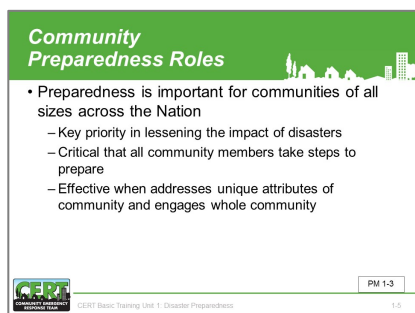 Community
Preparedness Roles
• Preparedness is important for communities of all
sizes across the Nation
– Key priority in lessening the impact of disasters
– Critical that all community members take steps to
prepare
– Effective when addresses unique attributes of
community and engages whole community
PM 1-3
CERT
COMMUNITY EMERGENCY
RESPONSE TEAM
CERT Basic Training Unit 1: Disaster Preparedness
1-5